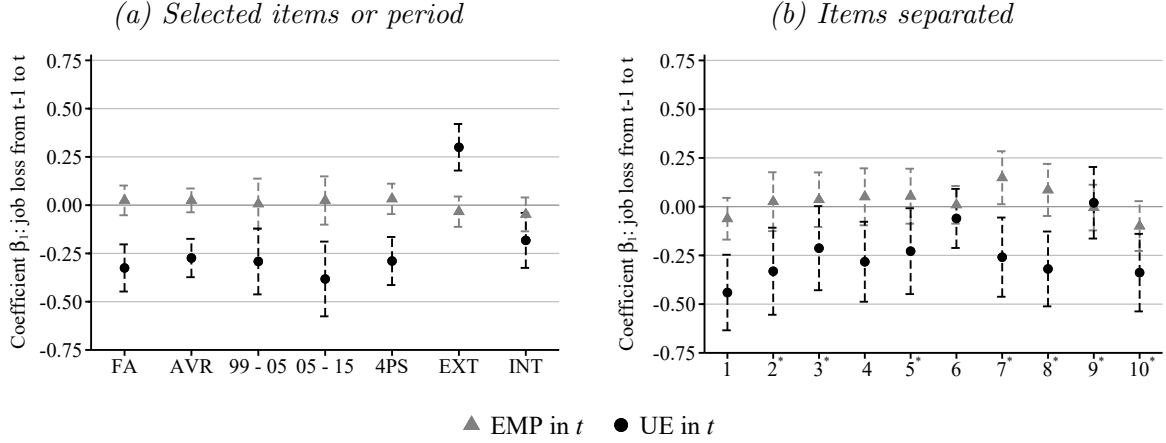 (a) Selected items or period
Coefficient β₁: job loss from t-1 to t
0.75
0.50
0.25
0.00
-0.25
-0.50
-0.75
FA AVR 99 - 05 05 - 15 4PS EXT INT
(b) Items separated
Coefficient β₁: job loss from t-1 to t
0.75
0.50
0.25
0.00
-0.25
-0.50
-0.75
1 2* 3* 4 5* 6 7* 8* 9* 10*
EMP in t UE in t